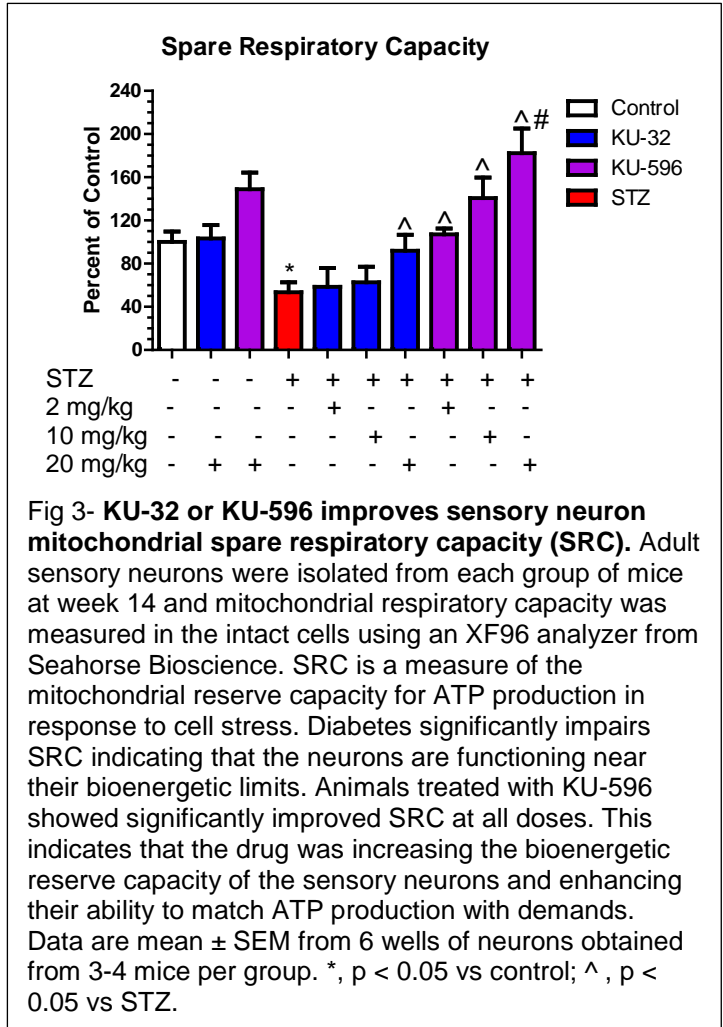 Spare Respiratory Capacity
Percent of Control
240
200
160
120
80
40
0
* ^ ^ ^ ^ #
Control
KU-32
KU-596
STZ
STZ - - - + + + + + + +
2 mg/kg - - - - + - - + - -
10 mg/kg - - - - - + - - + -
20 mg/kg - + + - - - + - - +
Fig 3- KU-32 or KU-596 improves sensory neuron
mitochondrial spare respiratory capacity (SRC). Adult
sensory neurons were isolated from each group of mice
at week 14 and mitochondrial respiratory capacity was
measured in the intact cells using an XF96 analyzer from
Seahorse Bioscience. SRC is a measure of the
mitochondrial reserve capacity for ATP production in
response to cell stress. Diabetes significantly impairs
SRC indicating that the neurons are functioning near
their bioenergetic limits. Animals treated with KU-596
showed significantly improved SRC at all doses. This
indicates that the drug was increasing the bioenergetic
reserve capacity of the sensory neurons and enhancing
their ability to match ATP production with demands.
Data are mean ± SEM from 6 wells of neurons obtained
from 3-4 mice per group. *, p < 0.05 vs control; ^ , p <
0.05 vs STZ.